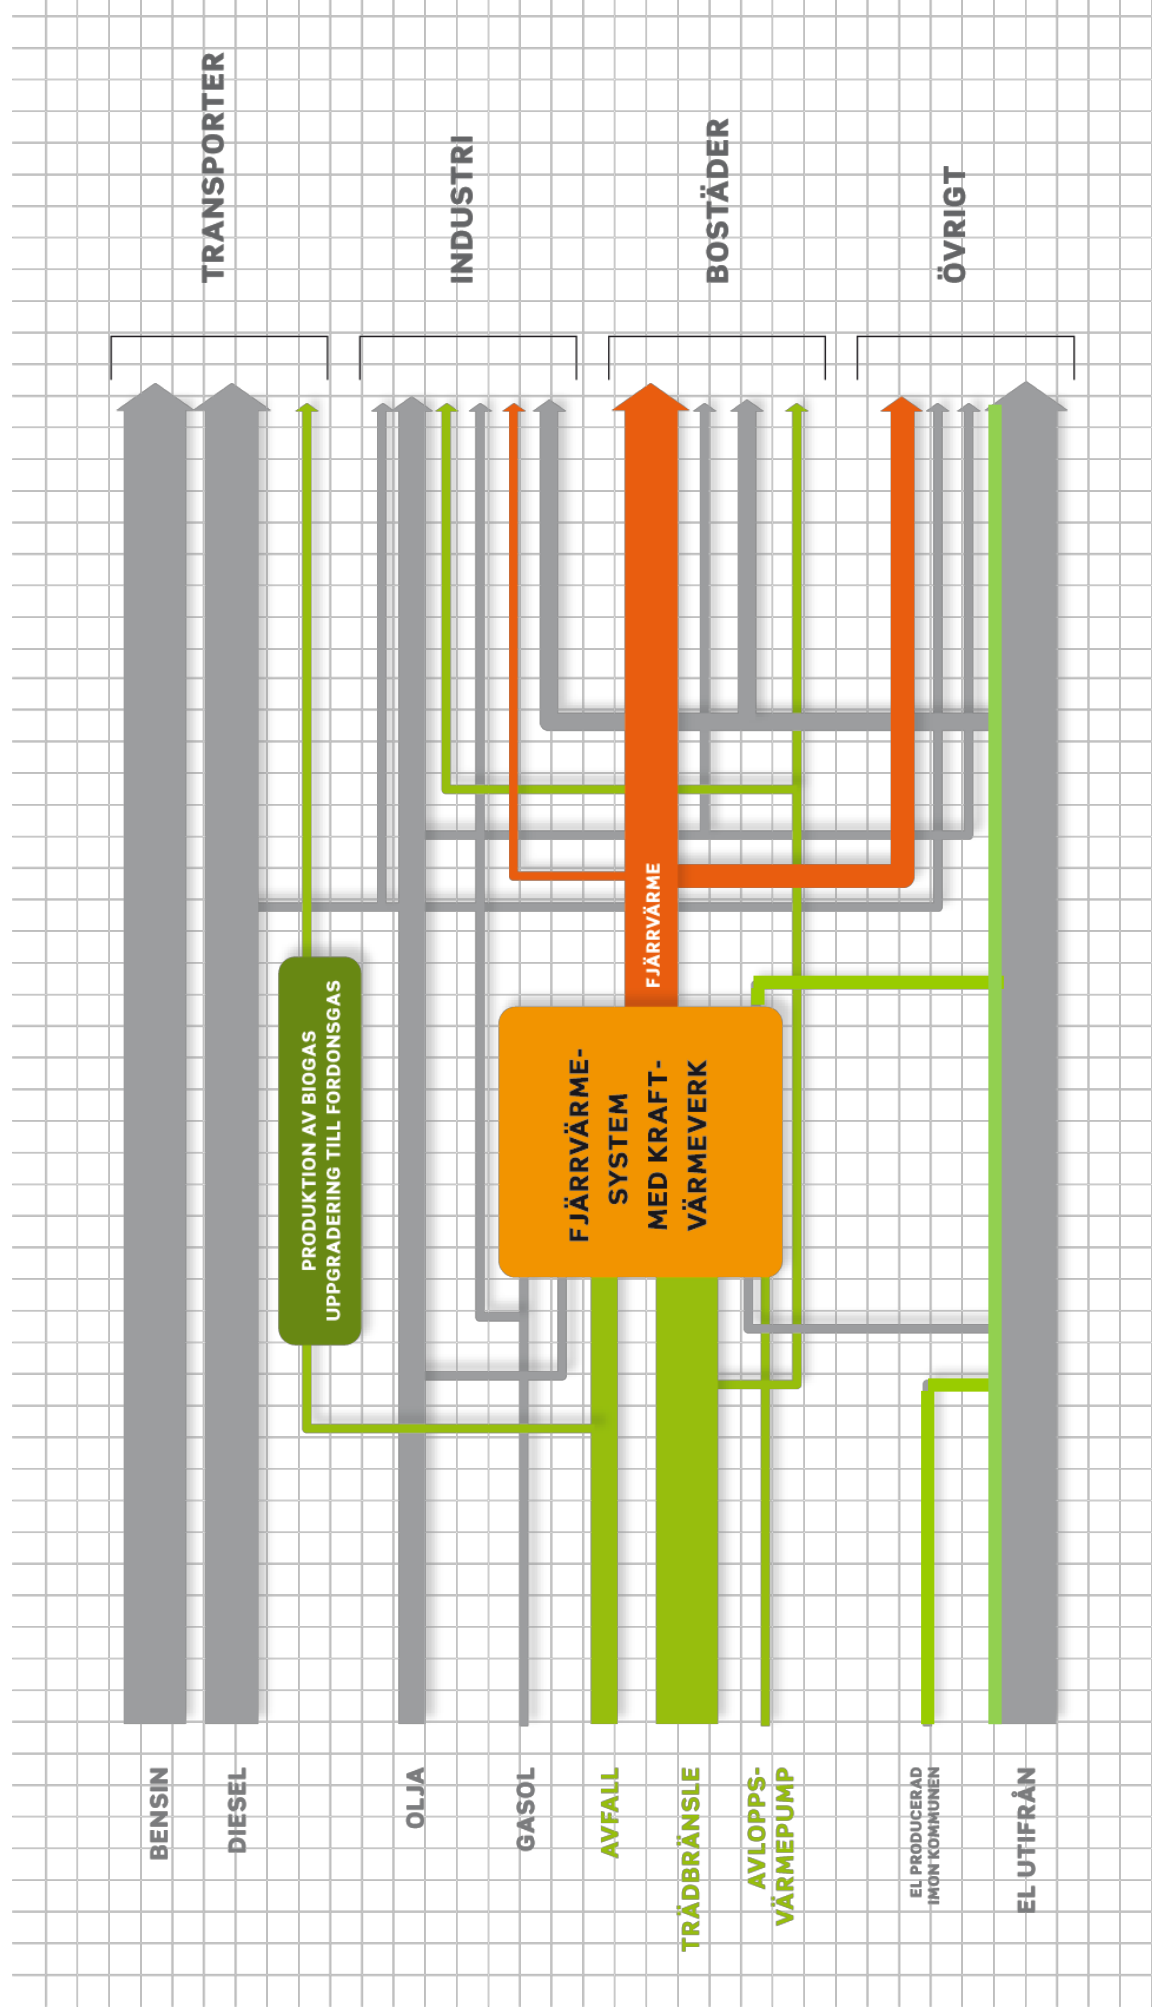 TRANSPORTER
INDUSTRI
BOSTÄDER
ÖVRIGT
FJÄRRVÄRME
PRODUKTION AV BIOGAS
UPPGRADERING TILL FORDONSGAS
FJÄRRVÄRME-
SYSTEM
MED KRAFT-
VÄRMEVERK
BENSIN
DIESEL
OLJA
GASOL
AVFALL
TRÄDBRÄNSLE
AVLOPPS-
VÄRMEPUMP
EL PRODUCERAD
IMON KOMMUNEN
EL UTIFRÅN